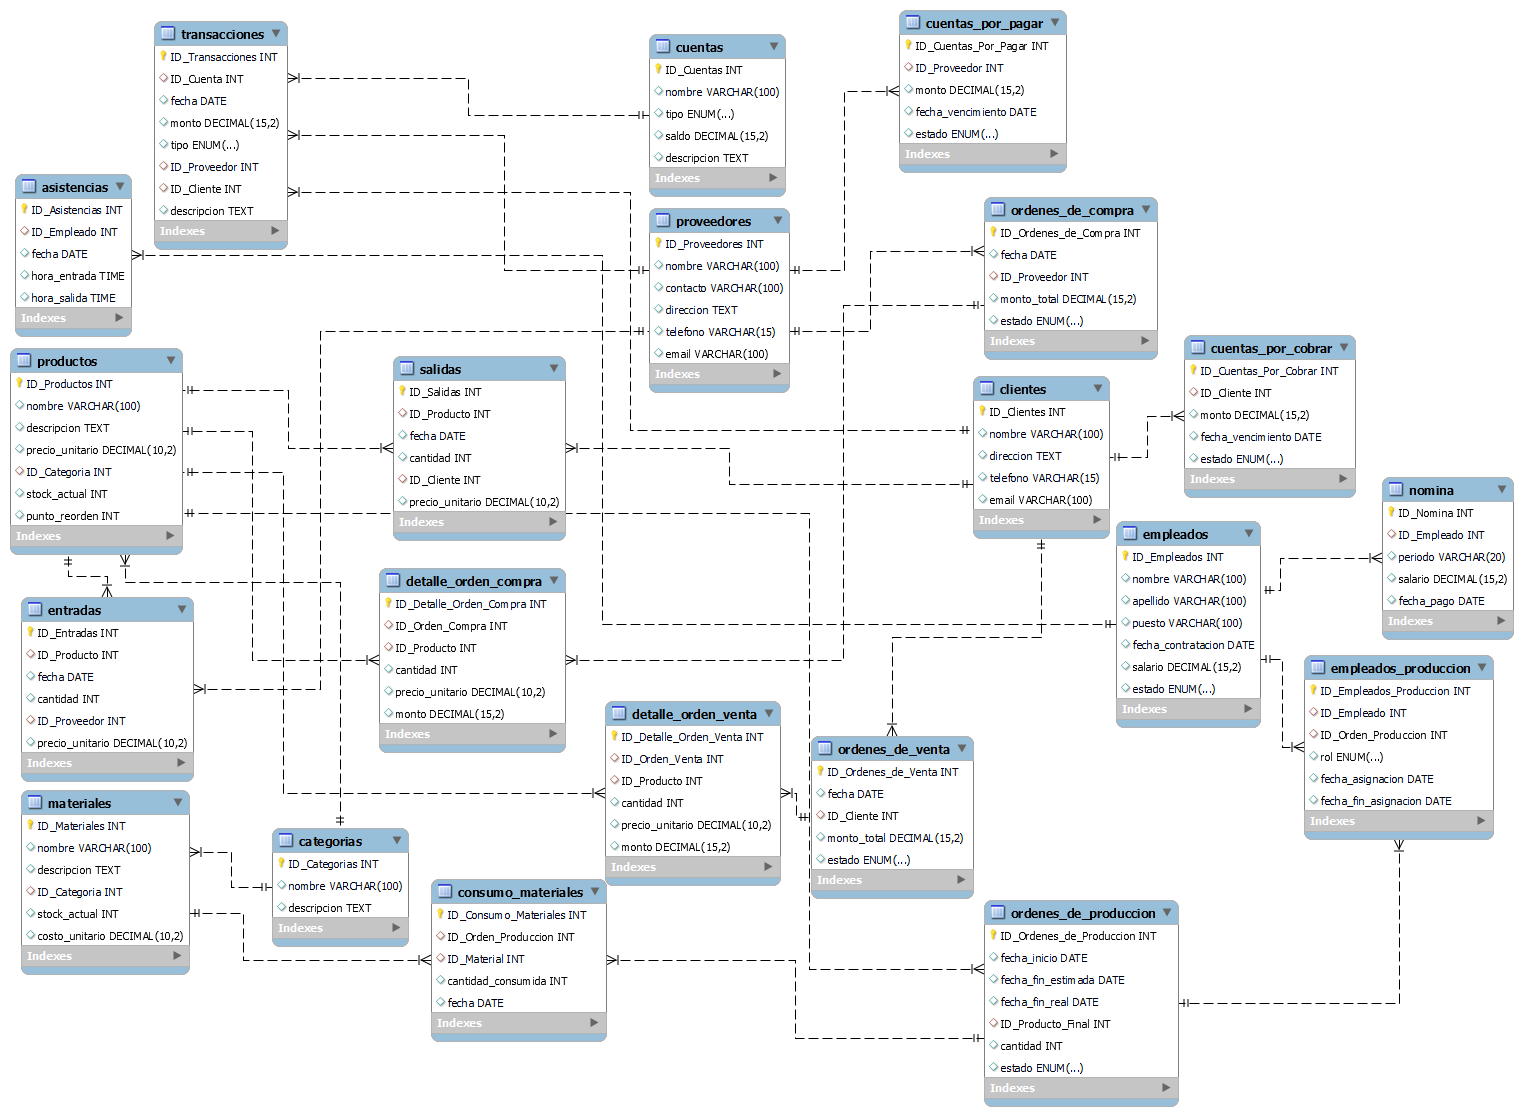 transacciones
ID_Transacciones INT
ID_Cuenta INT
fecha DATE
monto DECIMAL(15,2)
tipo ENUM(...)
ID_Proveedor INT
ID_Cliente INT
descripcion TEXT
Indexes
cuentas
ID_Cuentas INT
nombre VARCHAR(100)
tipo ENUM(...)
saldo DECIMAL(15,2)
descripcion TEXT
Indexes
cuentas_por_pagar
ID_Cuentas_Por_Pagar INT
ID_Proveedor INT
monto DECIMAL(15,2)
fecha_vencimiento DATE
estado ENUM(...)
Indexes
asistencias
ID_Asistencias INT
ID_Empleado INT
fecha DATE
hora_entrada TIME
hora_salida TIME
Indexes
proveedores
ID_Proveedores INT
nombre VARCHAR(100)
contacto VARCHAR(100)
direccion TEXT
telefono VARCHAR(15)
email VARCHAR(100)
Indexes
ordenes_de_compra
ID_Ordenes_de_Compra INT
fecha DATE
ID_Proveedor INT
monto_total DECIMAL(15,2)
estado ENUM(...)
Indexes
productos
ID_Productos INT
nombre VARCHAR(100)
descripcion TEXT
precio_unitario DECIMAL(10,2)
ID_Categoria INT
stock_actual INT
punto_reorden INT
Indexes
salidas
ID_Salidas INT
ID_Producto INT
fecha DATE
cantidad INT
ID_Cliente INT
precio_unitario DECIMAL(10,2)
Indexes
clientes
ID_Clientes INT
nombre VARCHAR(100)
direccion TEXT
telefono VARCHAR(15)
email VARCHAR(100)
Indexes
cuentas_por_cobrar
ID_Cuentas_Por_Cobrar INT
ID_Cliente INT
monto DECIMAL(15,2)
fecha_vencimiento DATE
estado ENUM(...)
Indexes
nomina
ID_Nomina INT
ID_Empleado INT
periodo VARCHAR(20)
salario DECIMAL(15,2)
fecha_pago DATE
Indexes
empleados
ID_Empleados INT
nombre VARCHAR(100)
apellido VARCHAR(100)
puesto VARCHAR(100)
fecha_contratacion DATE
salario DECIMAL(15,2)
estado ENUM(...)
Indexes
entradas
ID_Entradas INT
ID_Producto INT
fecha DATE
cantidad INT
ID_Proveedor INT
precio_unitario DECIMAL(10,2)
Indexes
detalle_orden_compra
ID_Detalle_Orden_Compra INT
ID_Orden_Compra INT
ID_Producto INT
cantidad INT
precio_unitario DECIMAL(10,2)
monto DECIMAL(15,2)
Indexes
empleados_produccion
ID_Empleados_Produccion INT
ID_Empleado INT
ID_Orden_Produccion INT
rol ENUM(...)
fecha_asignacion DATE
fecha_fin_asignacion DATE
Indexes
detalle_orden_venta
ID_Detalle_Orden_Venta INT
ID_Orden_Venta INT
ID_Producto INT
cantidad INT
precio_unitario DECIMAL(10,2)
monto DECIMAL(15,2)
Indexes
ordenes_de_venta
ID_Ordenes_de_Venta INT
fecha DATE
ID_Cliente INT
monto_total DECIMAL(15,2)
estado ENUM(...)
Indexes
materiales
ID_Materiales INT
nombre VARCHAR(100)
descripcion TEXT
ID_Categoria INT
stock_actual INT
costo_unitario DECIMAL(10,2)
Indexes
categorias
ID_Categorias INT
nombre VARCHAR(100)
descripcion TEXT
Indexes
consumo_materiales
ID_Consumo_Materiales INT
ID_Orden_Produccion INT
ID_Material INT
cantidad_consumida INT
fecha DATE
Indexes
ordenes_de_produccion
ID_Ordenes_de_Produccion INT
fecha_inicio DATE
fecha_fin_estimada DATE
fecha_fin_real DATE
ID_Producto_Final INT
cantidad INT
estado ENUM(...)
Indexes